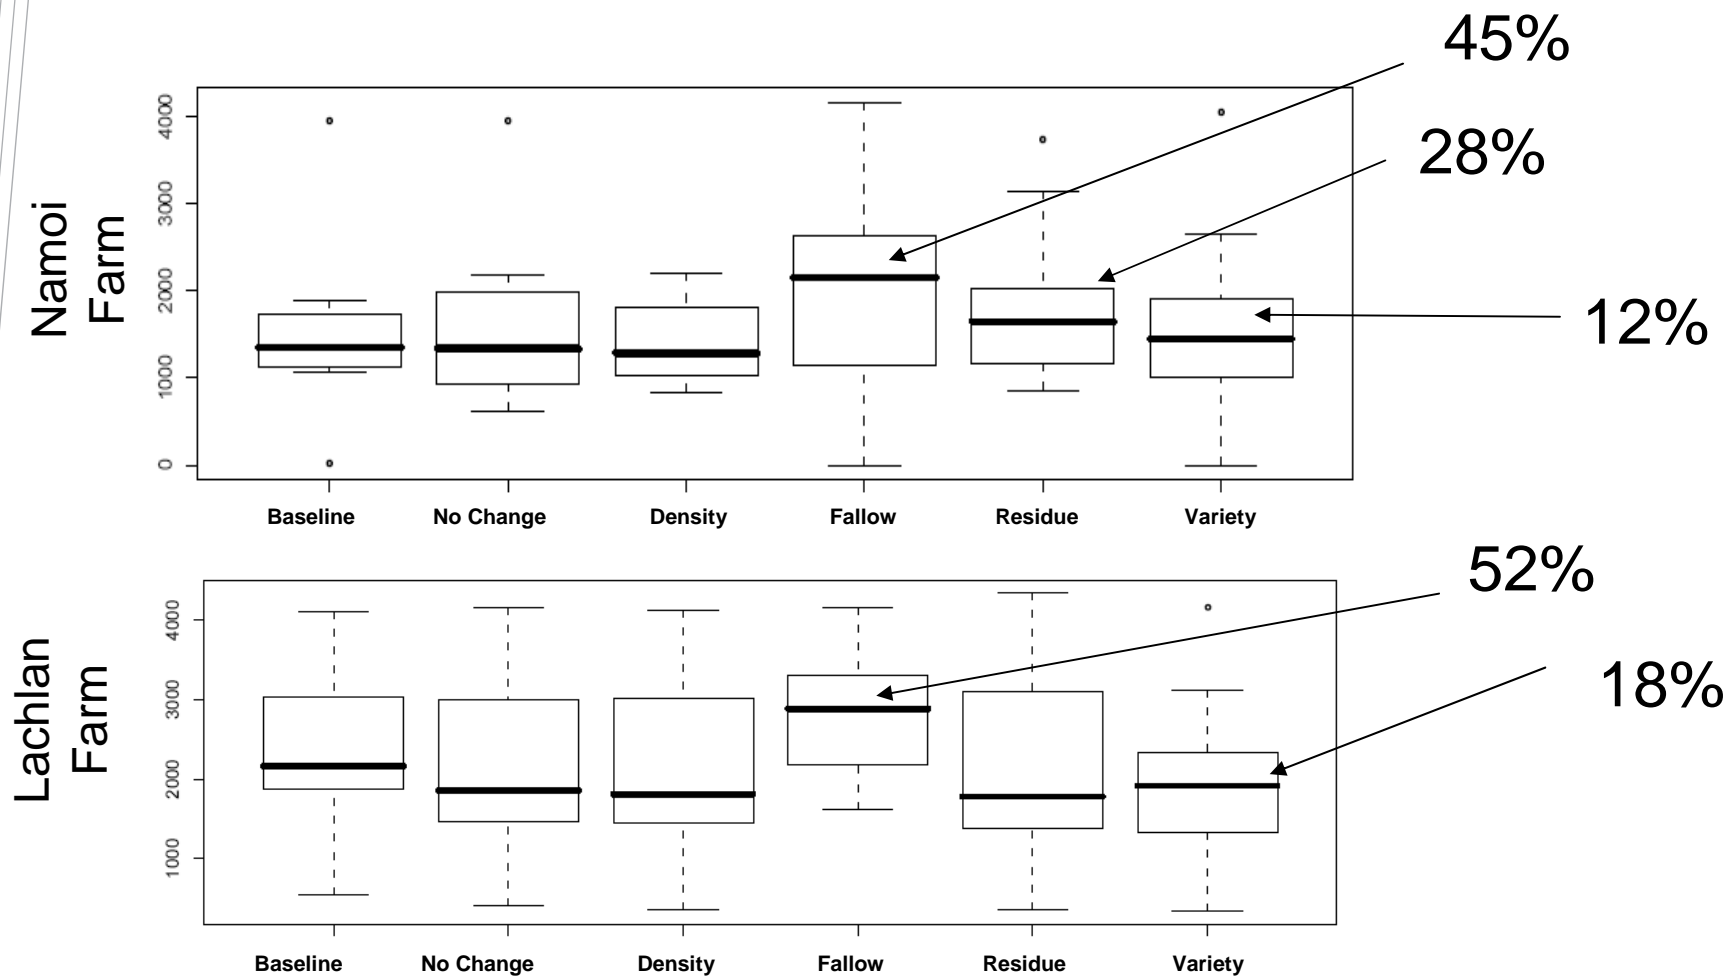 45%
28%
12%
Namoi
Farm
4000
3000
2000
1000
0
Baseline No Change Density Fallow Residue Variety
52%
18%
Lachlan
Farm
4000
3000
2000
1000
Baseline No Change Density Fallow Residue Variety